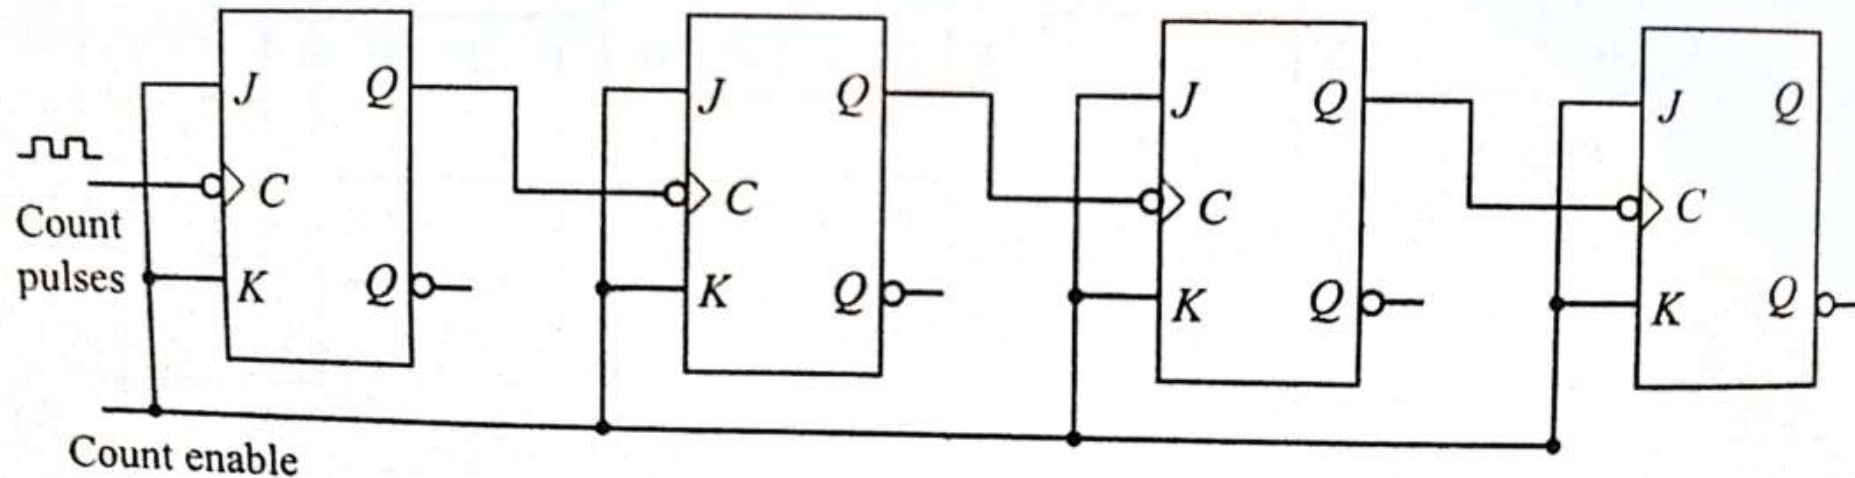 J Q J Q J Q J Q
C C C C
Count
pulses
K Q K Q K Q K Q
Count enable